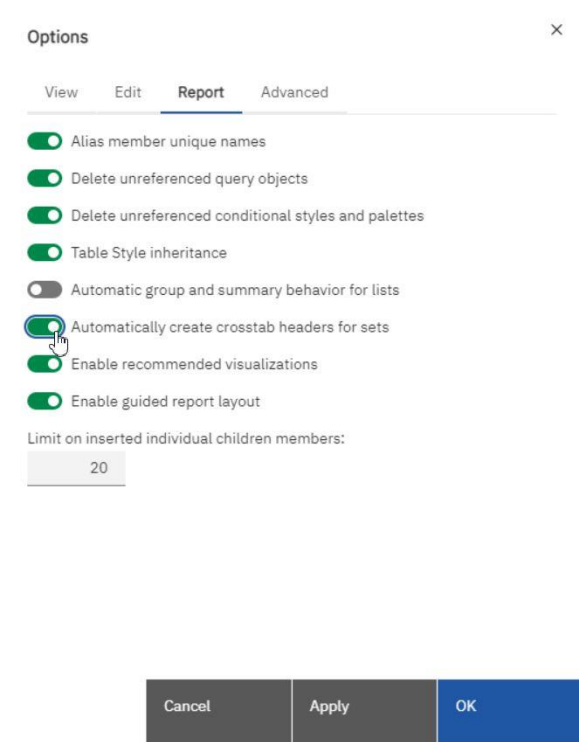 Options
View Edit Report Advanced
Alias member unique names
Delete unreferenced query objects
Delete unreferenced conditional styles and palettes
Table Style inheritance
Automatic group and summary behavior for lists
Automatically create crosstab headers for sets
Enable recommended visualizations
Enable guided report layout
Limit on inserted individual children members:
20
Cancel Apply OK